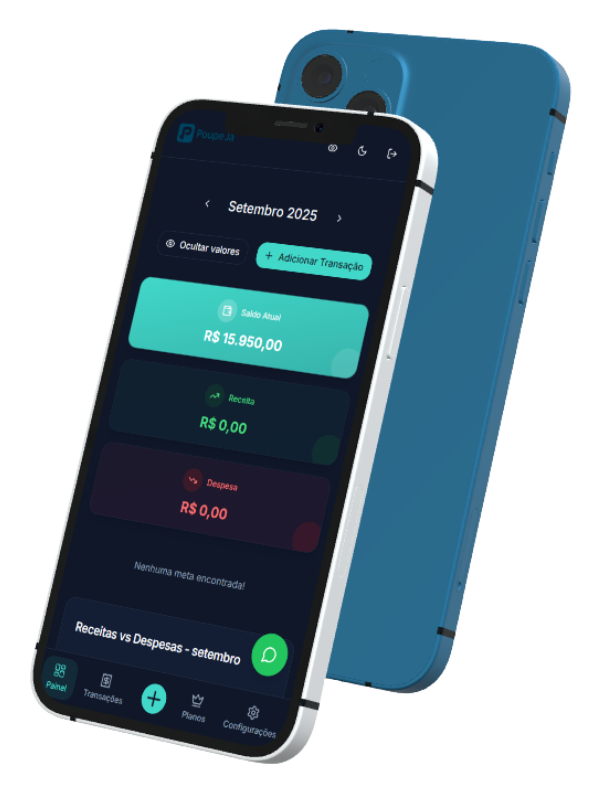 Poupe Já
Setembro 2025
Ocultar valores
+ Adicionar Transação
Saldo Atual
R$ 15.950,00
Receita
R$ 0,00
Despesa
R$ 0,00
Nenhuma meta encontrada!
Receitas vs Despesas - setembro
Painel
Transações
Planos
Configurações